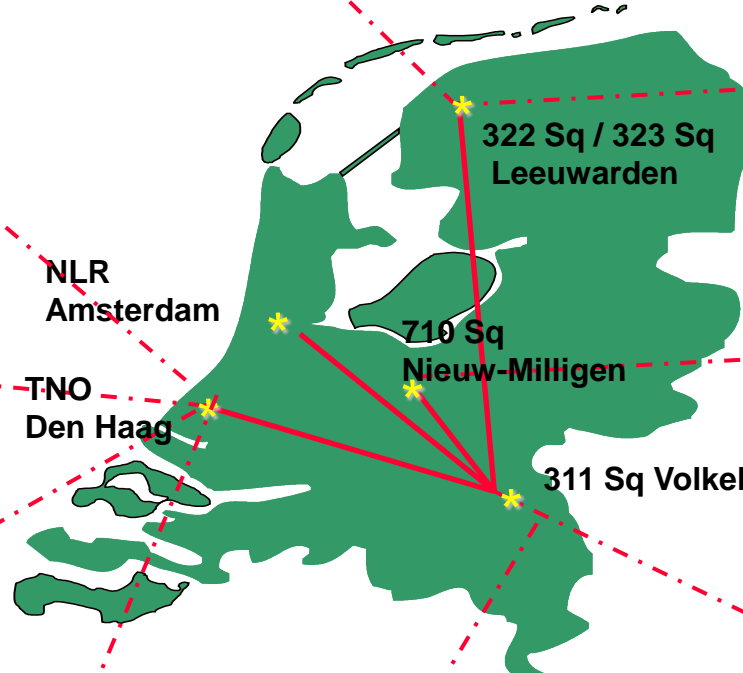 322 Sq / 323 Sq
Leeuwarden
NLR
Amsterdam
710 Sq
Nieuw-Milligen
TNO
Den Haag
311 Sq Volkel